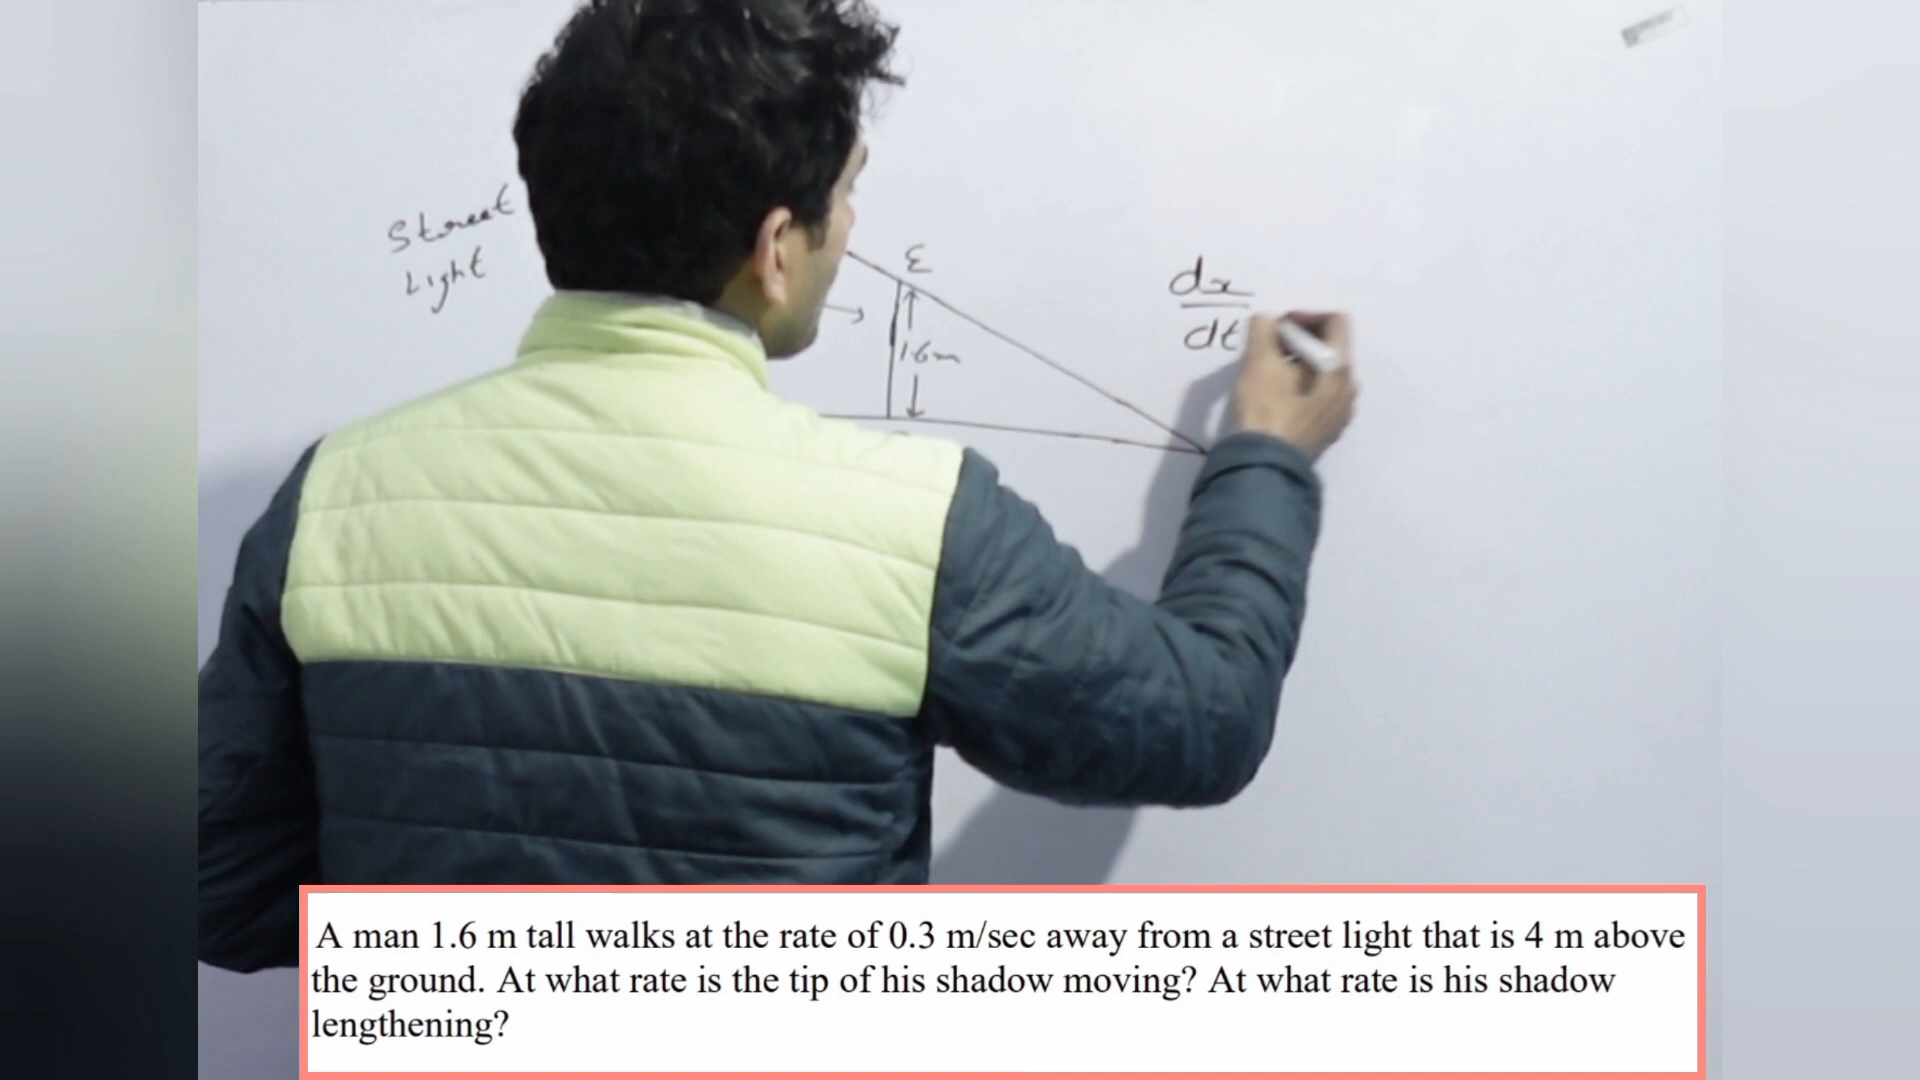 Street
Light
E
1.6m
dx
dt
A man 1.6 m tall walks at the rate of 0.3 m/sec away from a street light that is 4 m above
the ground. At what rate is the tip of his shadow moving? At what rate is his shadow
lengthening?